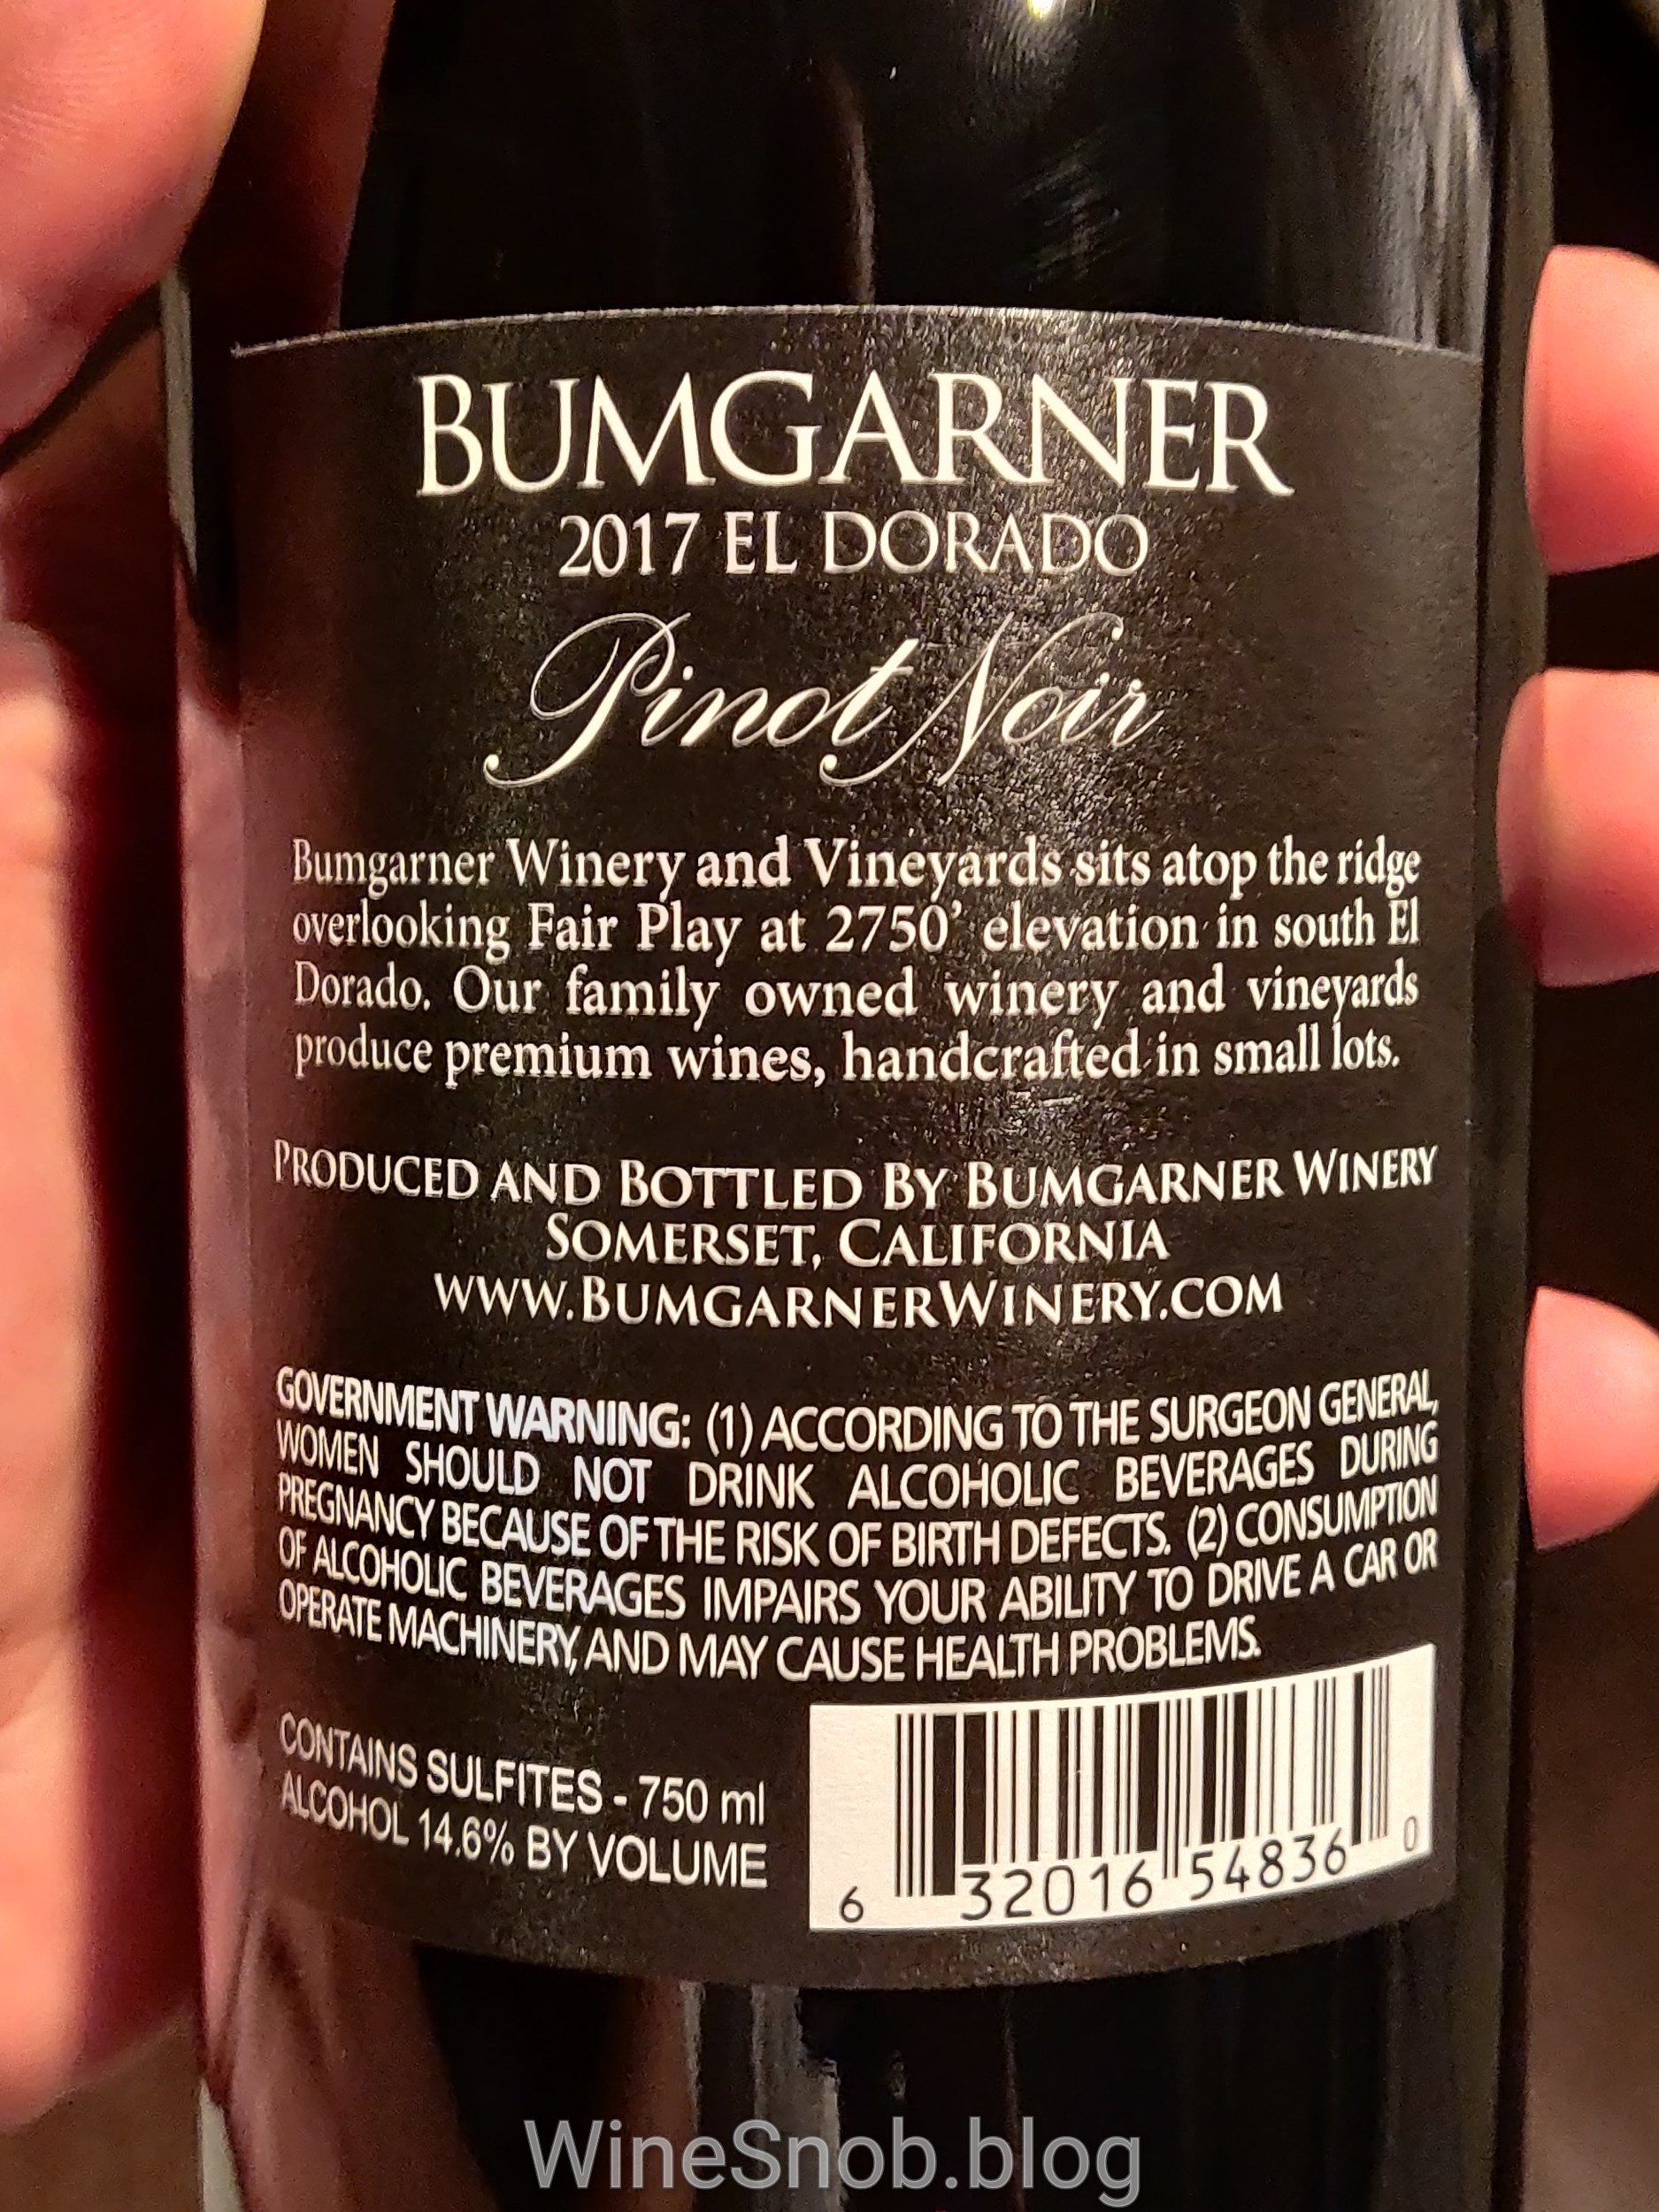 BUMGARNER
2017 EL DORADO
Pinot Noir
Bumgarner Winery and Vineyards sits atop the ridge
overlooking Fair Play at 2750' elevation in south El
Dorado. Our family owned winery and vineyards
produce premium wines, handcrafted in small lots.
PRODUCED AND BOTTLED BY BUMGARNER WINERY
SOMERSET, CALIFORNIA
WWW.BUMGARNERWINERY.COM
GOVERNMENT WARNING: (1) ACCORDING TO THE SURGEON GENERAL,
WOMEN SHOULD NOT DRINK ALCOHOLIC BEVERAGES DURING
PREGNANCY BECAUSE OF THE RISK OF BIRTH DEFECTS. (2) CONSUMPTION
OF ALCOHOLIC BEVERAGES IMPAIRS YOUR ABILITY TO DRIVE A CAR OR
OPERATE MACHINERY, AND MAY CAUSE HEALTH PROBLEMS.
CONTAINS SULFITES - 750 ml
ALCOHOL 14.6% BY VOLUME
6 32016 54836 0
WineSnob.blog